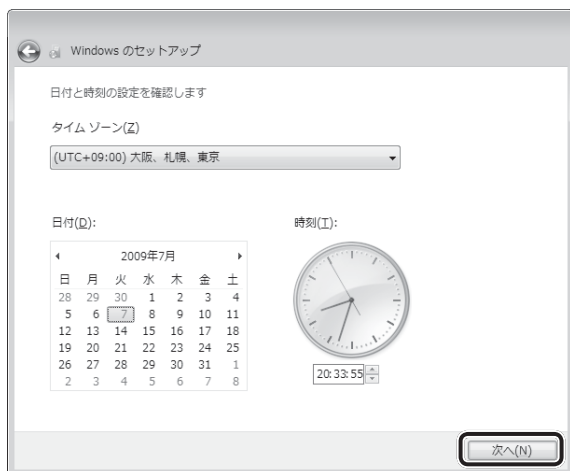 Windows のセットアップ
日付と時刻の設定を確認します
タイム ゾーン(Z)
(UTC+09:00) 大阪、札幌、東京
日付(D):
時刻(T):
2009年7月
日 月 火 水 木 金 土
28 29 30 1 2 3 4
5 6 7 8 9 10 11
12 13 14 15 16 17 18
19 20 21 22 23 24 25
26 27 28 29 30 31 1
2 3 4 5 6 7 8
20:33:55
次へ(N)